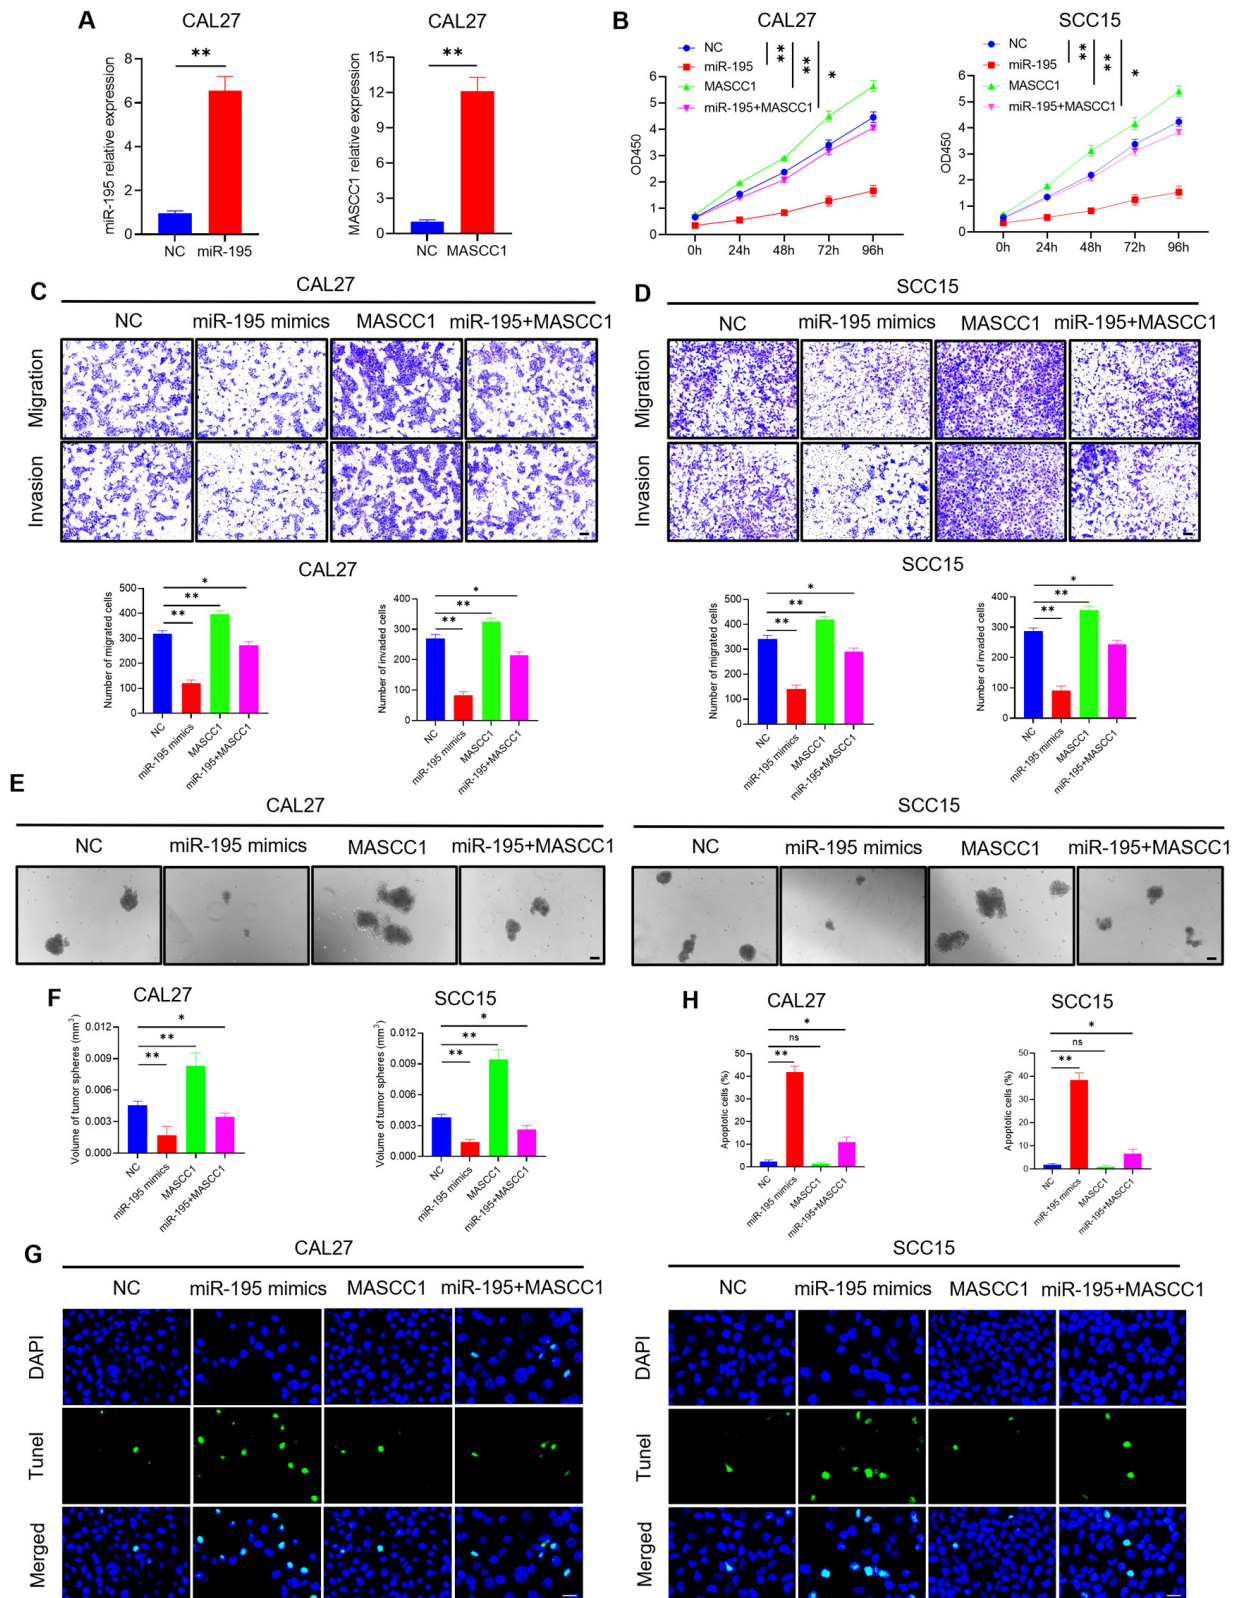 A
CAL27
CAL27
miR-195 relative expression
8
6
4
2
0
**
NC miR-195
MASCC1 relative expression
15
12
9
6
3
0
**
NC MASCC1
B
CAL27
SCC15
NC
miR-195
MASCC1
miR-195+MASCC1
**
**
*
OD450
6
5
4
3
2
1
0
0h 24h 48h 72h 96h
NC
miR-195
MASCC1
miR-195+MASCC1
**
**
*
OD450
6
5
4
3
2
1
0
0h 24h 48h 72h 96h
C
CAL27
NC miR-195 mimics MASCC1 miR-195+MASCC1
Migration
Invasion
D
SCC15
NC miR-195 mimics MASCC1 miR-195+MASCC1
Migration
Invasion
CAL27
Number of migrated cells
500
400
300
200
100
0
*
**
**
NC miR-195 mimics MASCC1 miR-195+MASCC1
Number of invaded cells
400
300
200
100
0
*
**
**
NC miR-195 mimics MASCC1 miR-195+MASCC1
SCC15
Number of migrated cells
500
400
300
200
100
0
*
**
**
NC miR-195 mimics MASCC1 miR-195+MASCC1
Number of invaded cells
400
300
200
100
0
*
**
**
NC miR-195 mimics MASCC1 miR-195+MASCC1
E
CAL27
NC miR-195 mimics MASCC1 miR-195+MASCC1
SCC15
NC miR-195 mimics MASCC1 miR-195+MASCC1
F
CAL27
Volume of tumor spheres (mm³)
0.012
0.009
0.006
0.003
0.000
*
**
**
NC miR-195 mimics MASCC1 miR-195+MASCC1
SCC15
Volume of tumor spheres (mm³)
0.012
0.009
0.006
0.003
0.000
*
**
**
NC miR-195 mimics MASCC1 miR-195+MASCC1
H
CAL27
Apoptotic cells (%)
50
40
30
20
10
0
*
ns
**
NC miR-195 mimics MASCC1 miR-195+MASCC1
SCC15
Apoptotic cells (%)
50
40
30
20
10
0
*
ns
**
NC miR-195 mimics MASCC1 miR-195+MASCC1
G
CAL27
NC miR-195 mimics MASCC1 miR-195+MASCC1
DAPI
Tunel
Merged
SCC15
NC miR-195 mimics MASCC1 miR-195+MASCC1
DAPI
Tunel
Merged